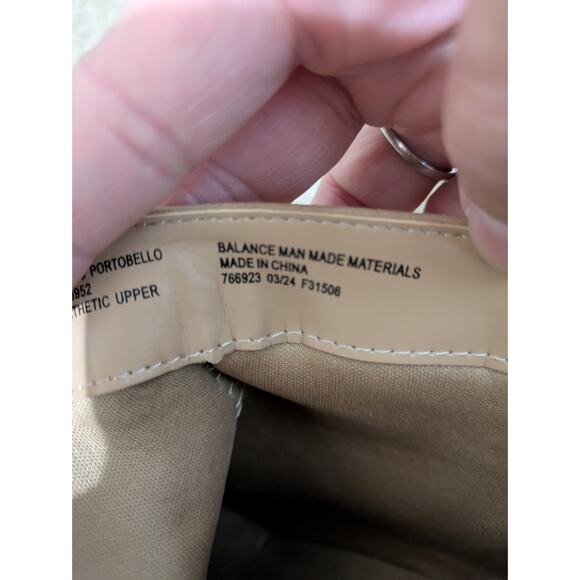 PORTOBELLO
952
THETIC UPPER
BALANCE MAN MADE MATERIALS
MADE IN CHINA
766923 03/24 F31506